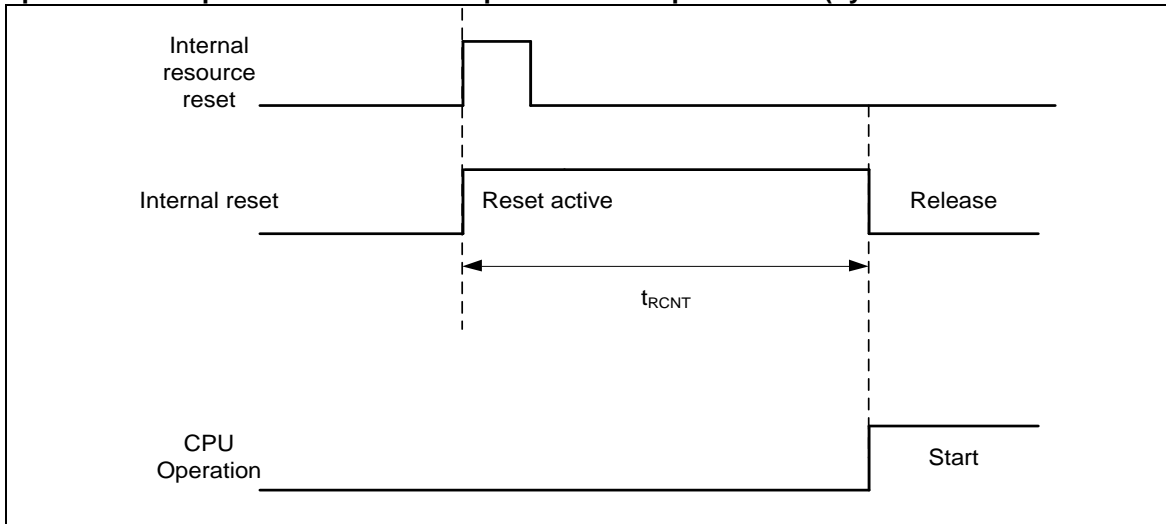 Internal
resource
reset
Internal reset
Reset active
Release
tRCNT
CPU
Operation
Start